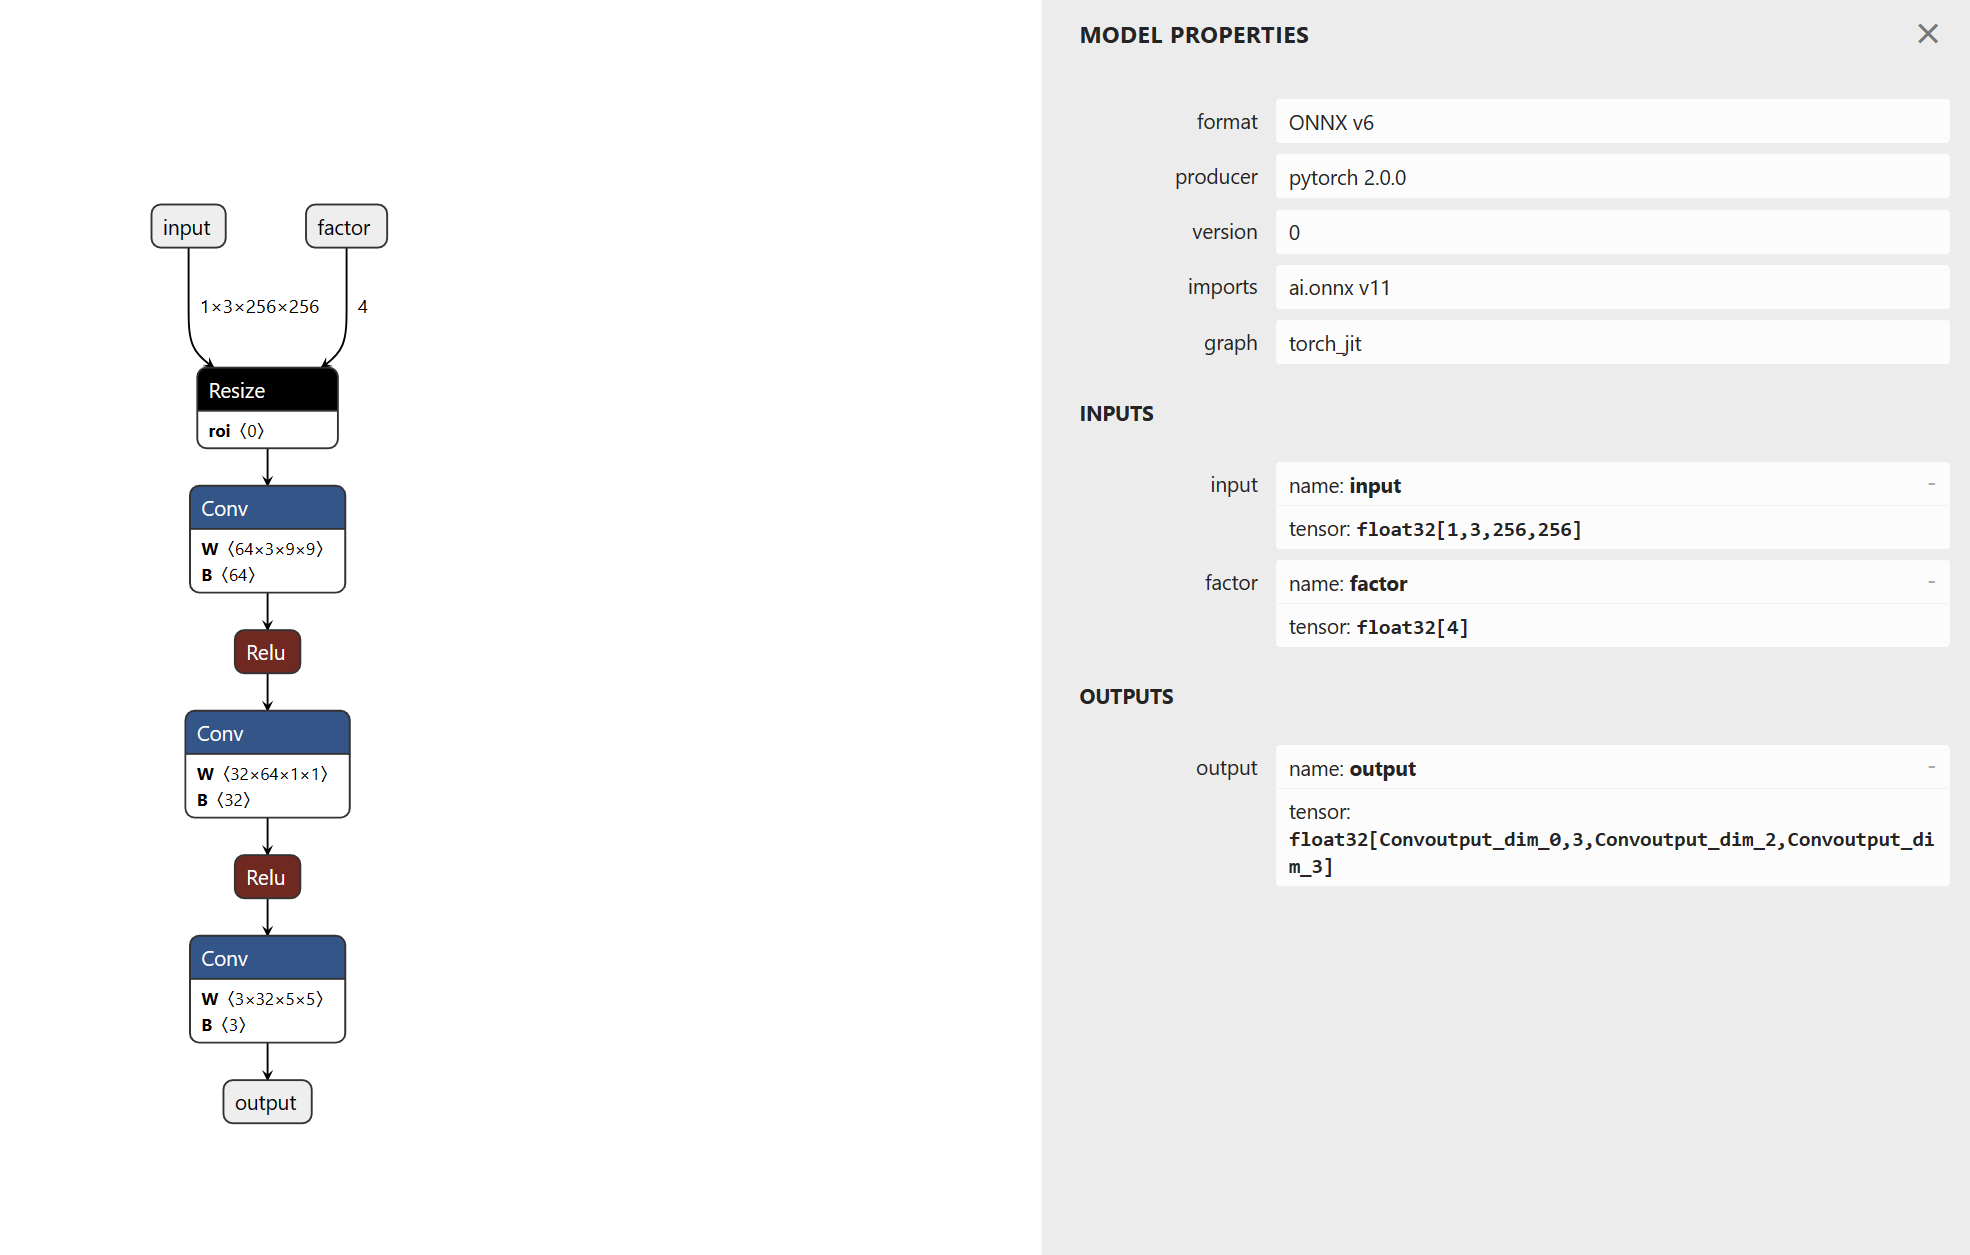 input
factor
1×3×256×256
4
Resize
roi 〈0〉
Conv
W 〈64×3×9×9〉
B 〈64〉
Relu
Conv
W 〈32×64×1×1〉
B 〈32〉
Relu
Conv
W 〈3×32×5×5〉
B 〈3〉
output
MODEL PROPERTIES
format ONNX v6
producer pytorch 2.0.0
version 0
imports ai.onnx v11
graph torch_jit
INPUTS
input name: input -
tensor: float32[1,3,256,256]
factor name: factor -
tensor: float32[4]
OUTPUTS
output name: output -
tensor:
float32[Convoutput_dim_0,3,Convoutput_dim_2,Convoutput_di
m_3]